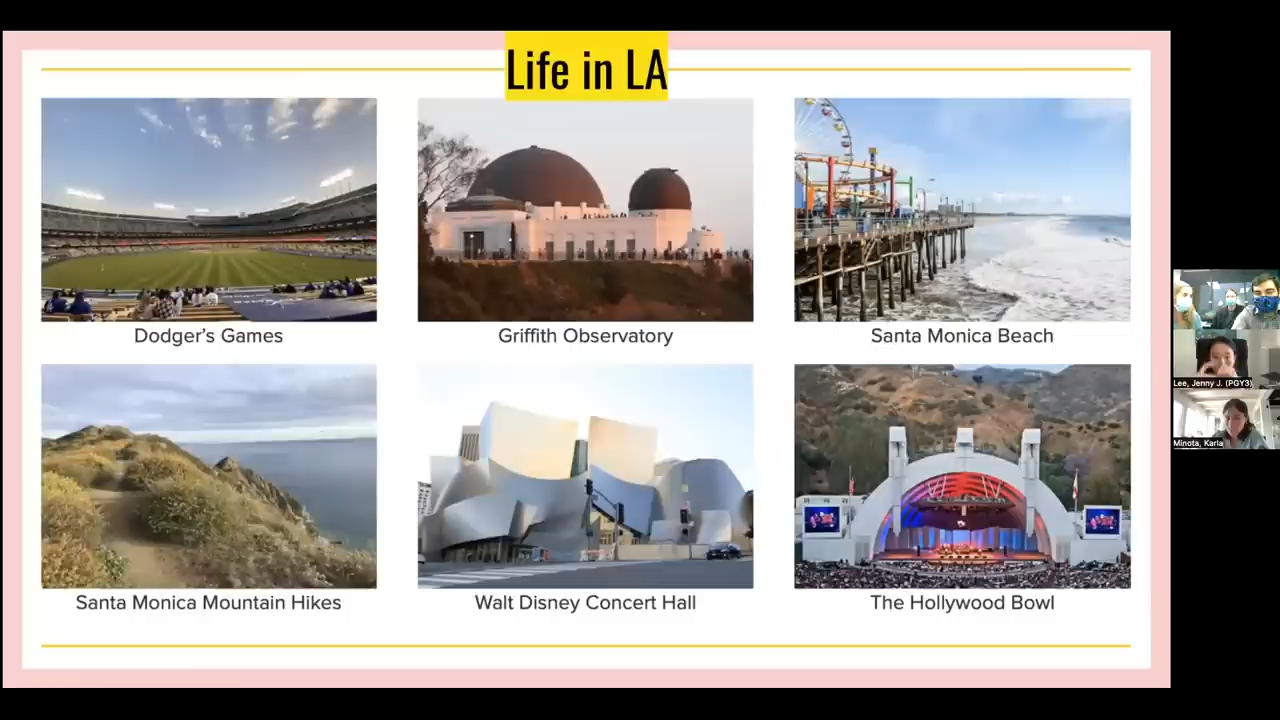 Life in LA
Dodger's Games
Griffith Observatory
Santa Monica Beach
Santa Monica Mountain Hikes
Walt Disney Concert Hall
The Hollywood Bowl
Lee, Jenny J. (PGY3)
Minota, Karla